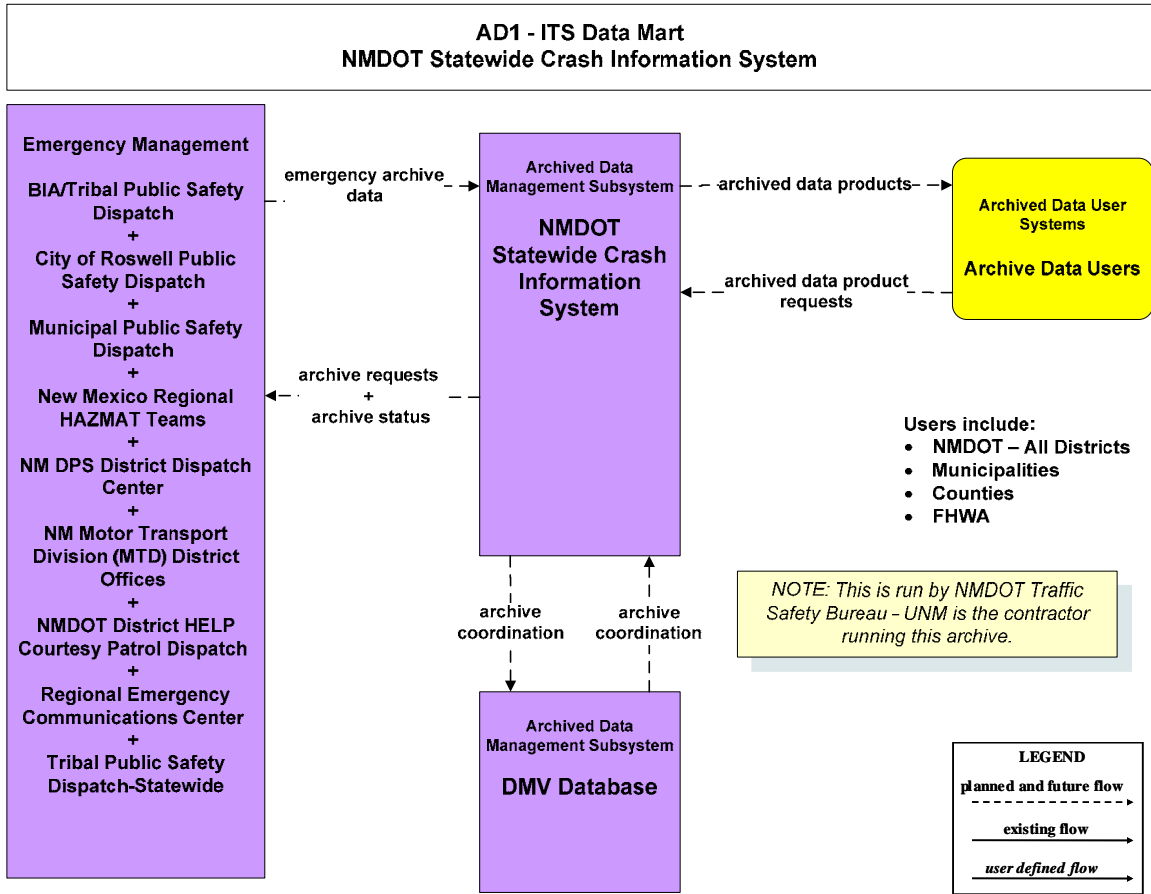 AD1 - ITS Data Mart
NMDOT Statewide Crash Information System
Emergency Management
BIA/Tribal Public Safety
Dispatch
+
City of Roswell Public
Safety Dispatch
+
Municipal Public Safety
Dispatch
+
New Mexico Regional
HAZMAT Teams
+
NM DPS District Dispatch
Center
+
NM Motor Transport
Division (MTD) District
Offices
+
NMDOT District HELP
Courtesy Patrol Dispatch
+
Regional Emergency
Communications Center
+
Tribal Public Safety
Dispatch-Statewide
emergency archive
data
archive requests
+
archive status
Archived Data
Management Subsystem
NMDOT
Statewide Crash
Information
System
archived data products
archived data product
requests
Archived Data User
Systems
Archive Data Users
Users include:
• NMDOT – All Districts
• Municipalities
• Counties
• FHWA
NOTE: This is run by NMDOT Traffic
Safety Bureau - UNM is the contractor
running this archive.
archive
coordination
archive
coordination
Archived Data
Management Subsystem
DMV Database
LEGEND
planned and future flow
existing flow
user defined flow